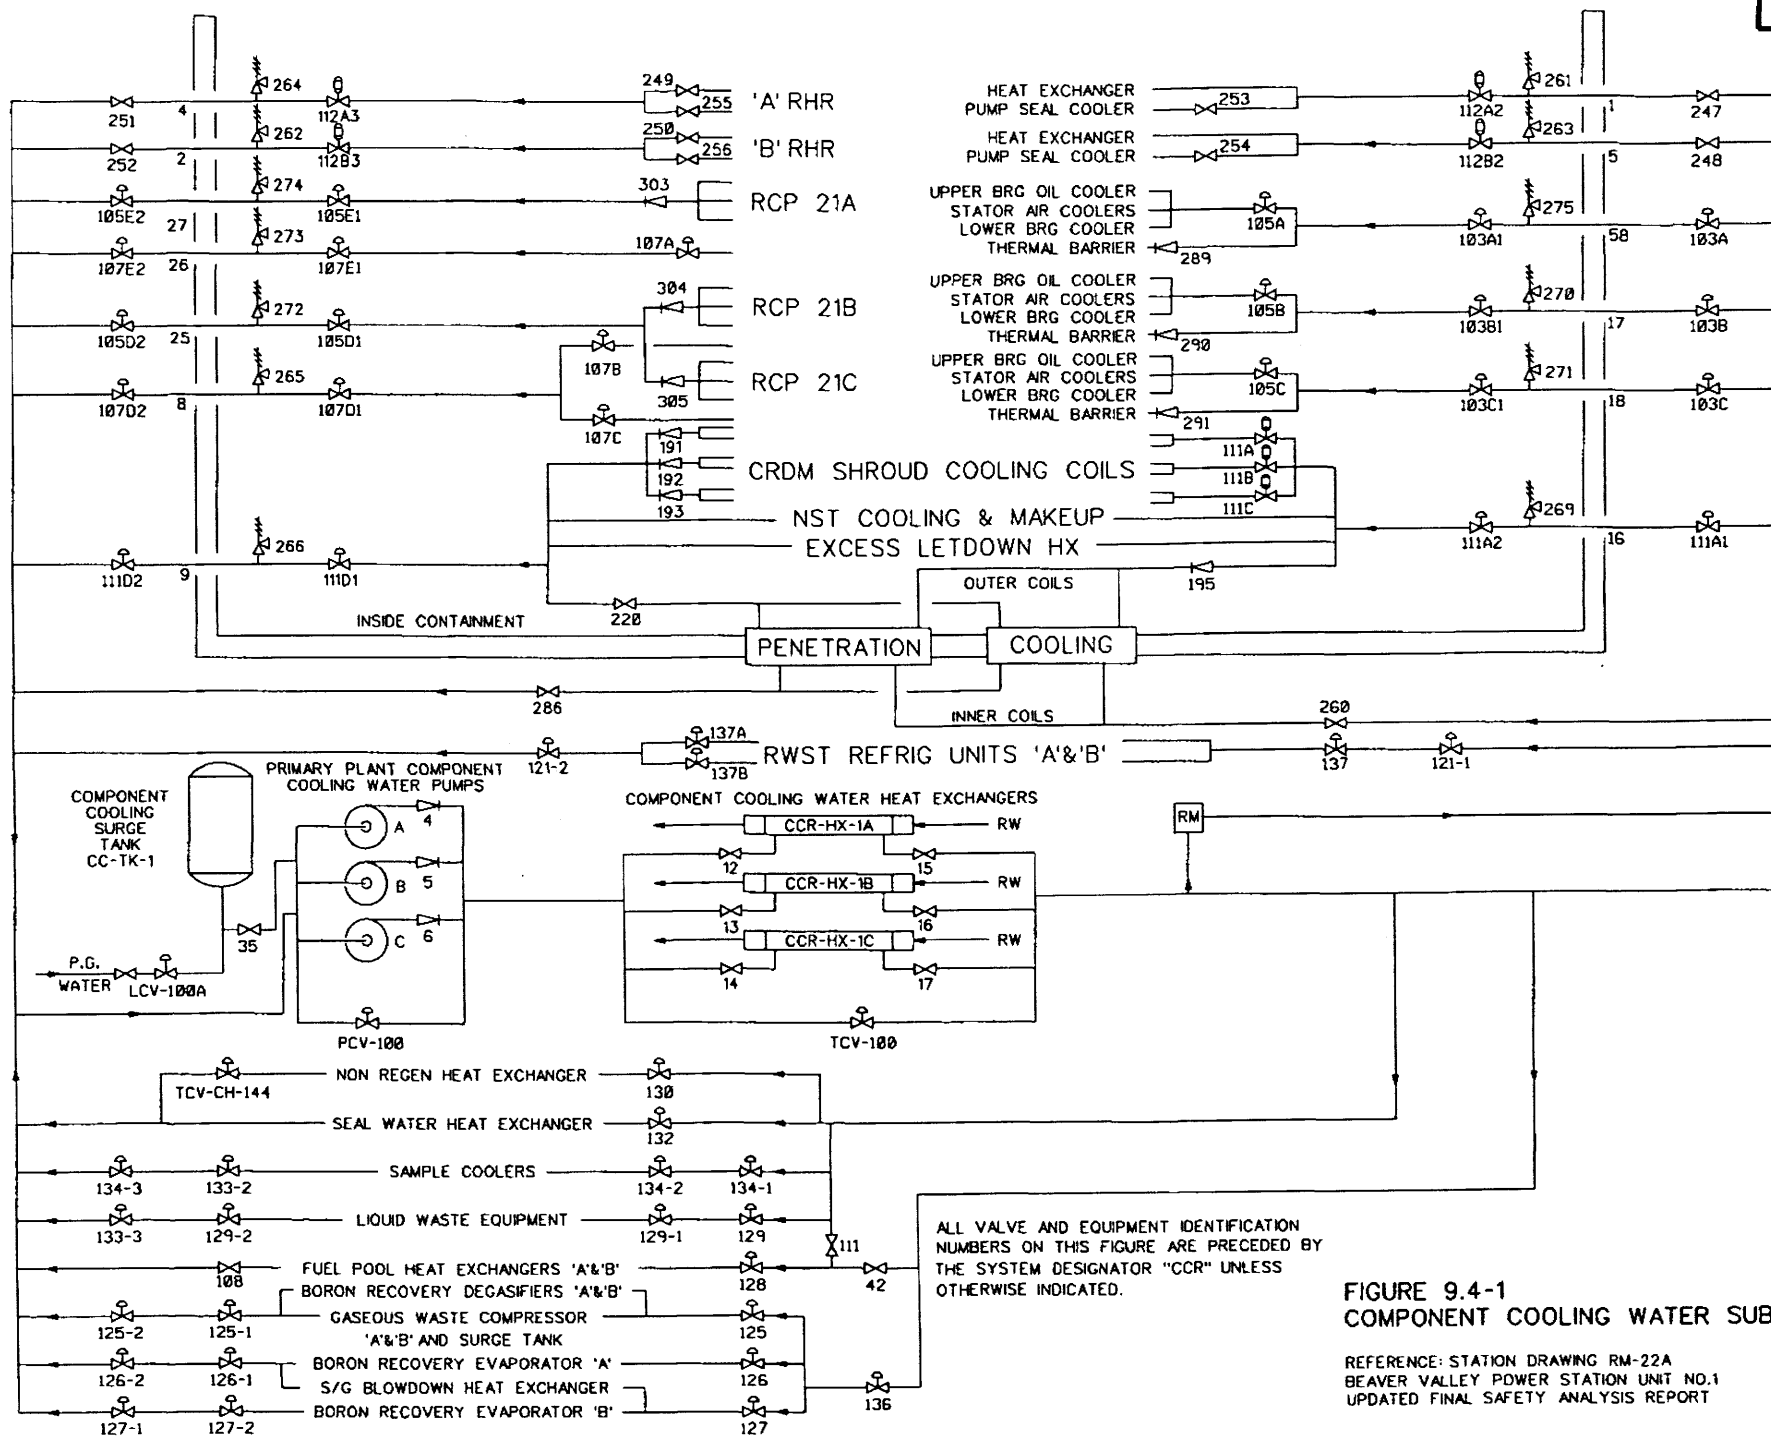 264
4
251
112A3
249
255
'A' RHR
HEAT EXCHANGER
PUMP SEAL COOLER
253
112A2
261
1
247
262
2
252
112B3
250
256
'B' RHR
HEAT EXCHANGER
PUMP SEAL COOLER
254
112B2
263
5
248
274
105E2
27
105E1
303
RCP 21A
UPPER BRG OIL COOLER
STATOR AIR COOLERS
LOWER BRG COOLER
THERMAL BARRIER
105A
289
103A1
275
58
103A
273
107E2
26
107E1
107A
272
105D2
25
105D1
304
RCP 21B
UPPER BRG OIL COOLER
STATOR AIR COOLERS
LOWER BRG COOLER
THERMAL BARRIER
105B
290
103B1
270
17
103B
265
107D2
8
107D1
107B
305
107C
RCP 21C
UPPER BRG OIL COOLER
STATOR AIR COOLERS
LOWER BRG COOLER
THERMAL BARRIER
105C
291
103C1
271
18
103C
191
192
193
CRDM SHROUD COOLING COILS
111A
111B
111C
NST COOLING & MAKEUP
EXCESS LETDOWN HX
269
111A2
16
111A1
266
111D2
9
111D1
OUTER COILS
195
220
INSIDE CONTAINMENT
PENETRATION
COOLING
286
INNER COILS
260
121-2
137A
137B
RWST REFRIG UNITS 'A'&'B'
137
121-1
COMPONENT
COOLING
SURGE
TANK
CC-TK-1
PRIMARY PLANT COMPONENT
COOLING WATER PUMPS
A
4
B
5
C
6
35
P.G.
WATER
LCV-100A
PCV-100
COMPONENT COOLING WATER HEAT EXCHANGERS
CCR-HX-1A
RW
12
15
CCR-HX-1B
RW
13
16
CCR-HX-1C
RW
14
17
TCV-100
RM
TCV-CH-144
NON REGEN HEAT EXCHANGER
130
SEAL WATER HEAT EXCHANGER
132
134-3
133-2
SAMPLE COOLERS
134-2
134-1
133-3
129-2
LIQUID WASTE EQUIPMENT
129-1
129
111
108
FUEL POOL HEAT EXCHANGERS 'A'&'B'
128
42
BORON RECOVERY DEGASIFIERS 'A'&'B'
125-2
125-1
GASEOUS WASTE COMPRESSOR
'A'&'B' AND SURGE TANK
125
126-2
126-1
BORON RECOVERY EVAPORATOR 'A'
126
S/G BLOWDOWN HEAT EXCHANGER
127-1
127-2
BORON RECOVERY EVAPORATOR 'B'
127
136
ALL VALVE AND EQUIPMENT IDENTIFICATION
NUMBERS ON THIS FIGURE ARE PRECEDED BY
THE SYSTEM DESIGNATOR "CCR" UNLESS
OTHERWISE INDICATED.
FIGURE 9.4-1
COMPONENT COOLING WATER SUB
REFERENCE: STATION DRAWING RM-22A
BEAVER VALLEY POWER STATION UNIT NO.1
UPDATED FINAL SAFETY ANALYSIS REPORT
192